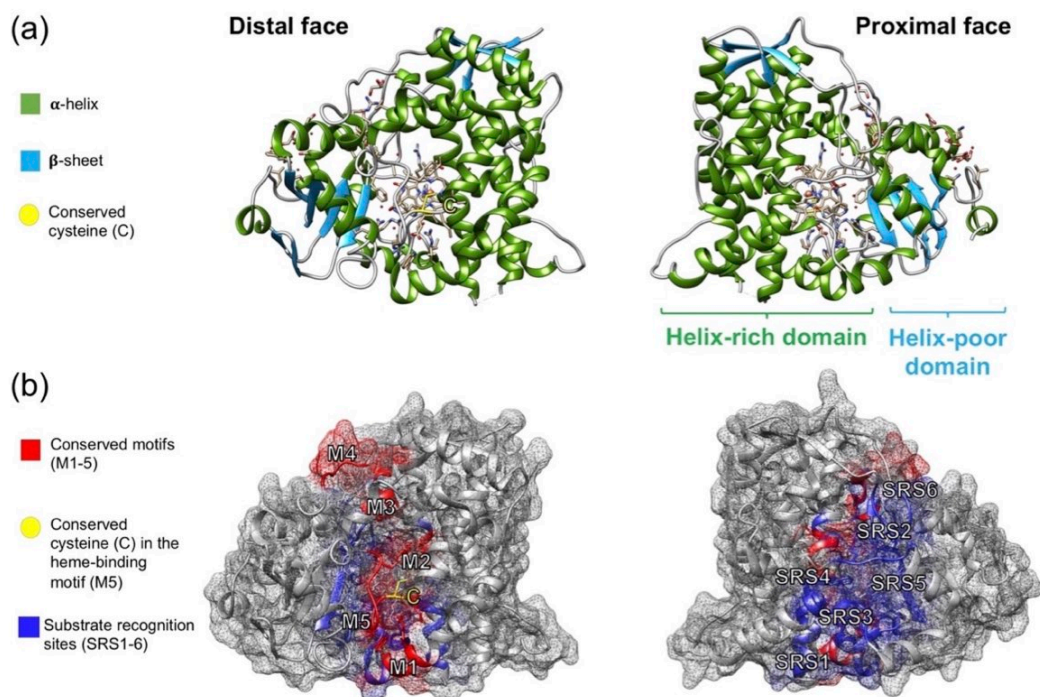 (a)
Distal face
Proximal face
α-helix
β-sheet
Conserved
cysteine (C)
C
Helix-rich domain
Helix-poor
domain
(b)
Conserved motifs
(M1-5)
Conserved
cysteine (C) in the
heme-binding
motif (M5)
Substrate recognition
sites (SRS1-6)
M4
M3
M2
C
M5
M1
SRS6
SRS2
SRS4
SRS5
SRS3
SRS1